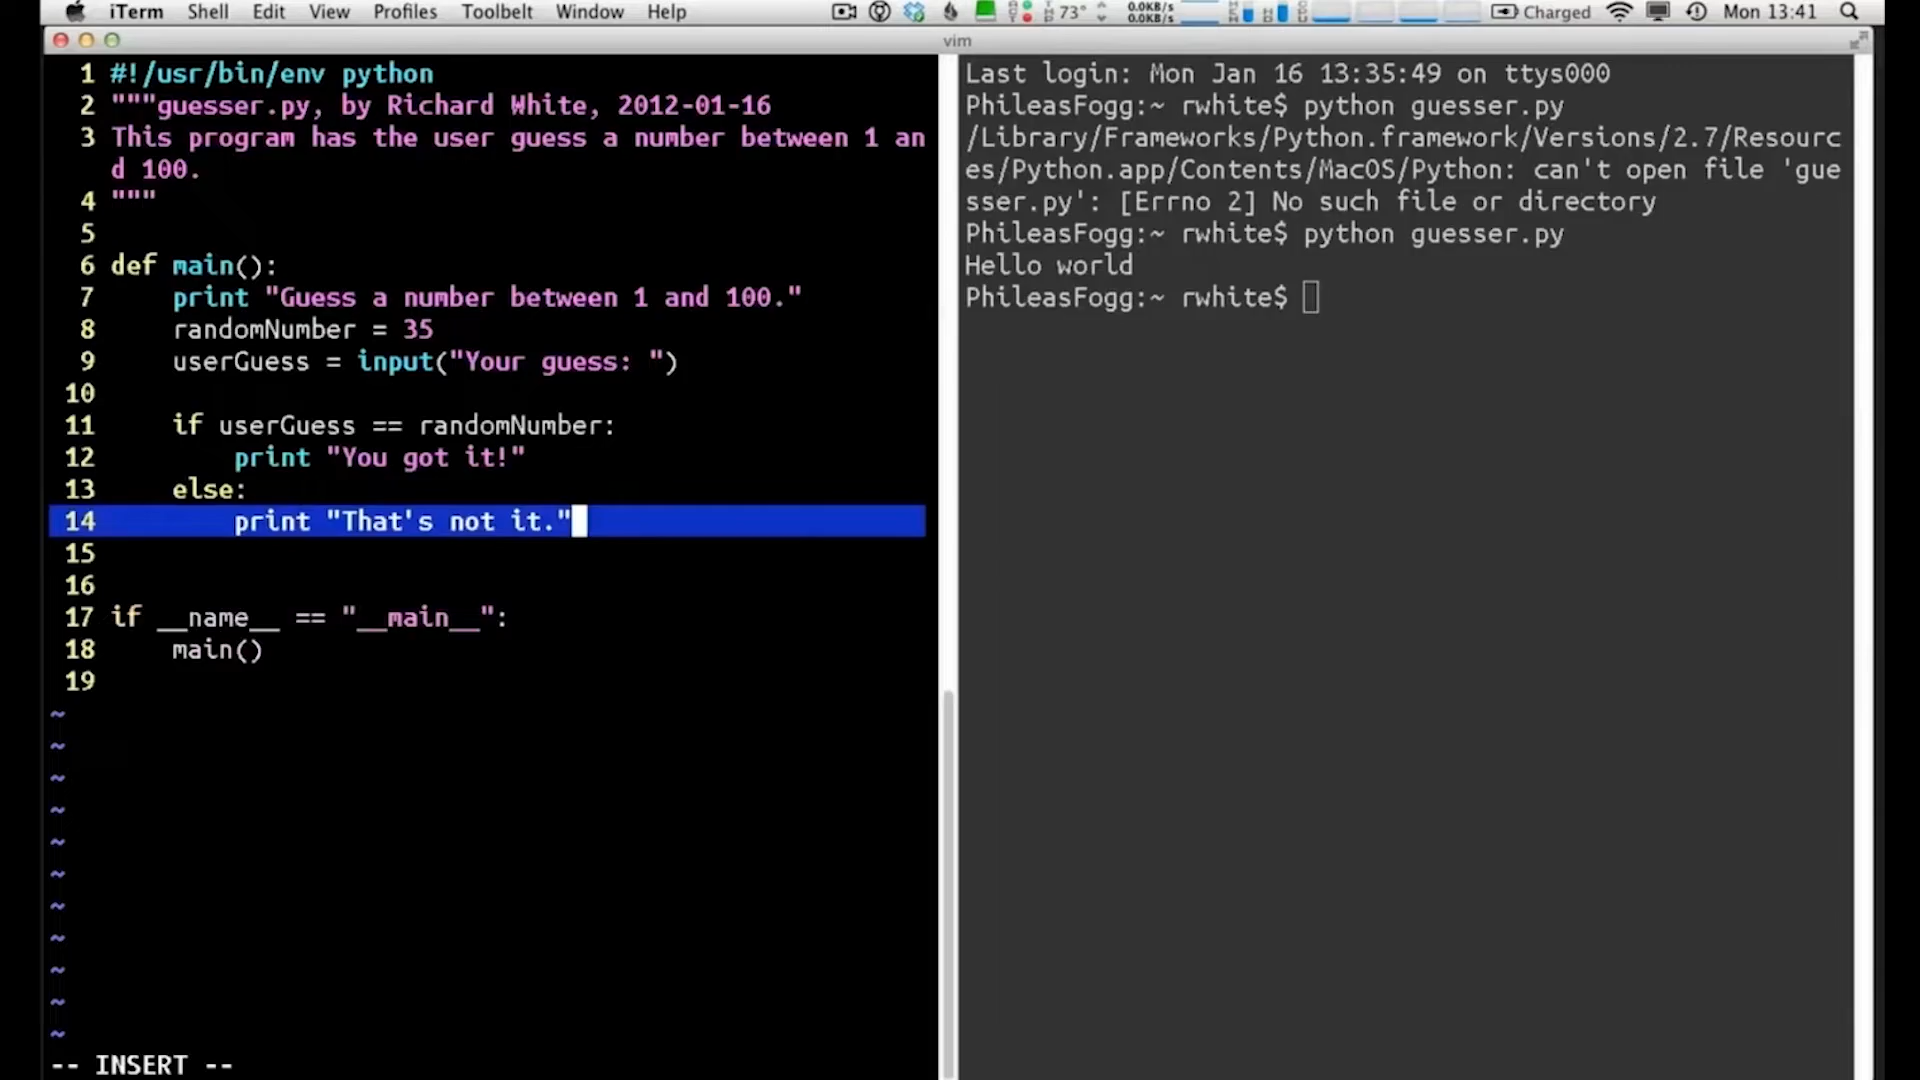 iTerm Shell Edit View Profiles Toolbelt Window Help 73° 0.0KB/s 0.0KB/s Charged Mon 13:41
vim
1 #!/usr/bin/env python
2 """guesser.py, by Richard White, 2012-01-16
3 This program has the user guess a number between 1 an
d 100.
4 """
5
6 def main():
7 print "Guess a number between 1 and 100."
8 randomNumber = 35
9 userGuess = input("Your guess: ")
10
11 if userGuess == randomNumber:
12 print "You got it!"
13 else:
14 print "That's not it."
15
16
17 if __name__ == "__main__":
18 main()
19
~
~
~
~
~
~
~
~
~
~
~
-- INSERT --
Last login: Mon Jan 16 13:35:49 on ttys000
PhileasFogg:~ rwhite$ python guesser.py
/Library/Frameworks/Python.framework/Versions/2.7/Resourc
es/Python.app/Contents/MacOS/Python: can't open file 'gue
sser.py': [Errno 2] No such file or directory
PhileasFogg:~ rwhite$ python guesser.py
Hello world
PhileasFogg:~ rwhite$